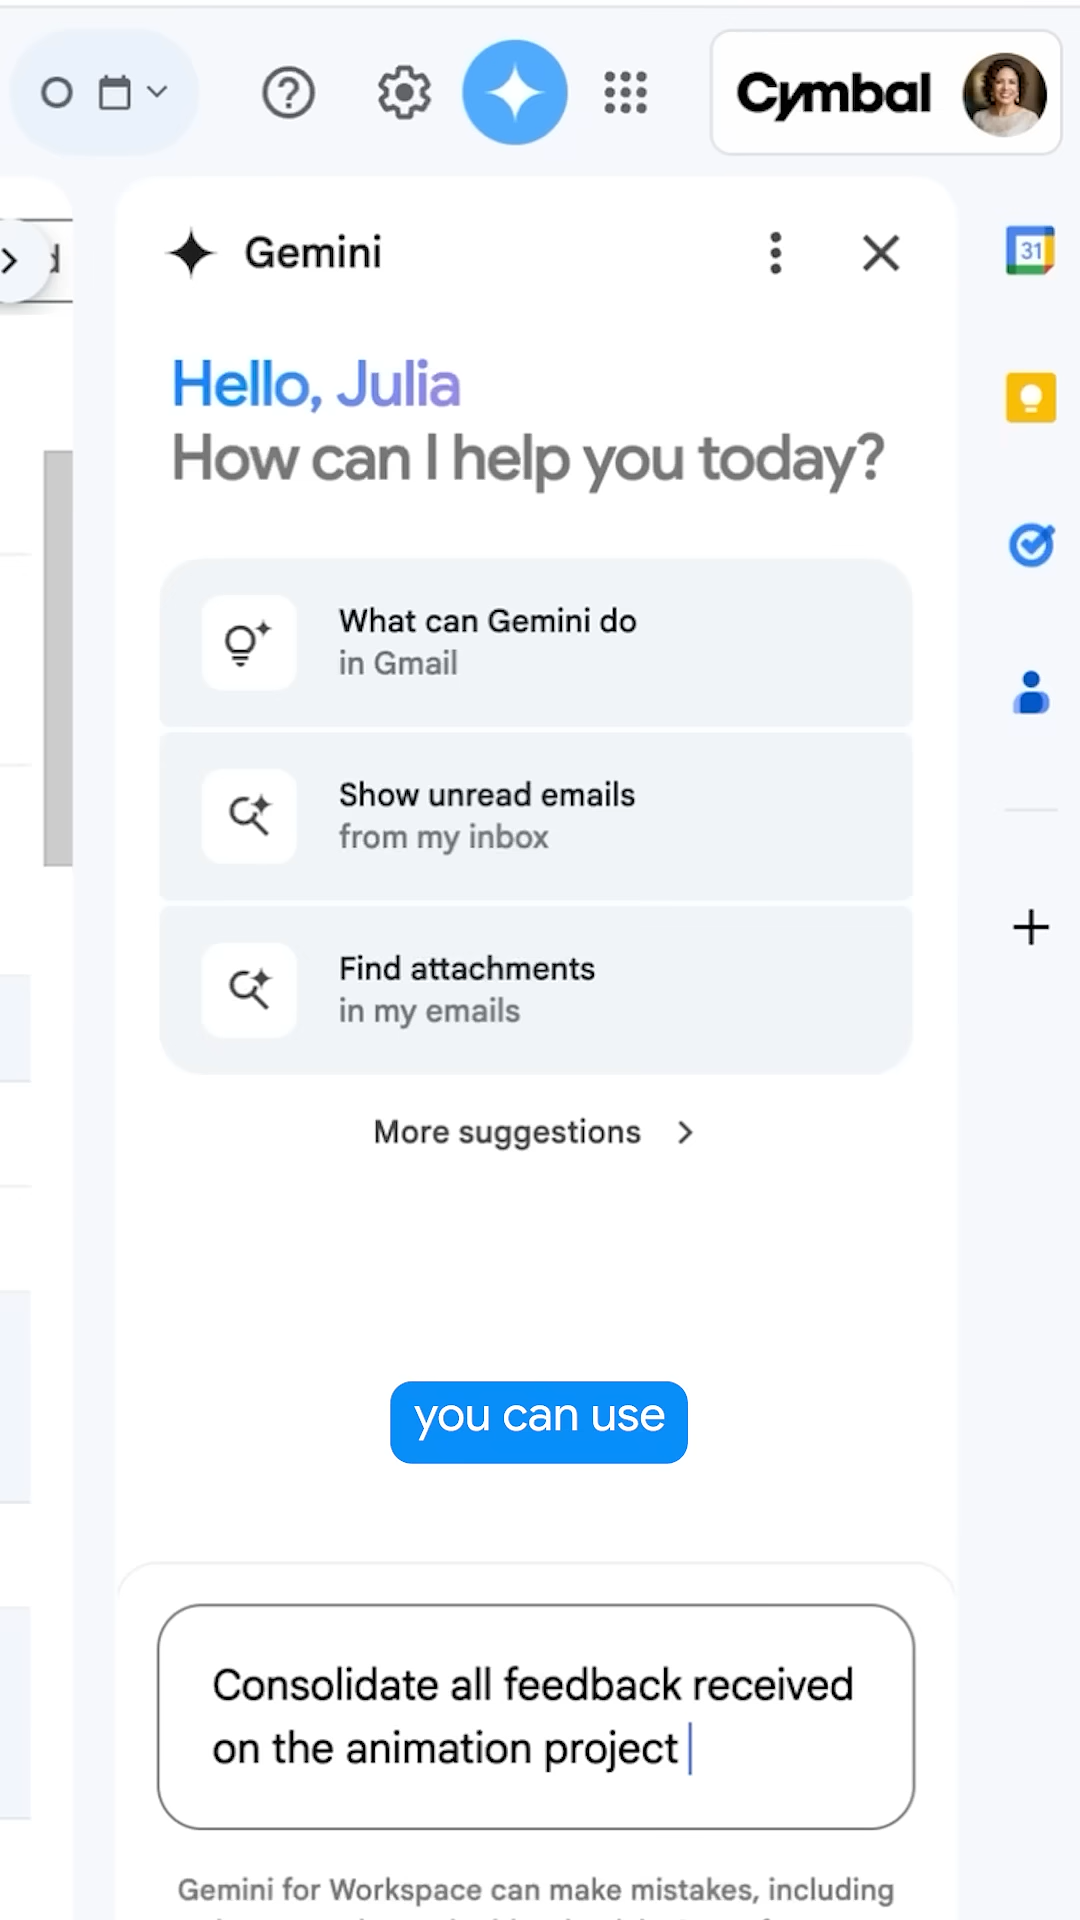 Cymbal
d
Gemini
31
Hello, Julia
How can I help you today?
What can Gemini do
in Gmail
Show unread emails
from my inbox
Find attachments
in my emails
More suggestions
you can use
Consolidate all feedback received
on the animation project
Gemini for Workspace can make mistakes, including